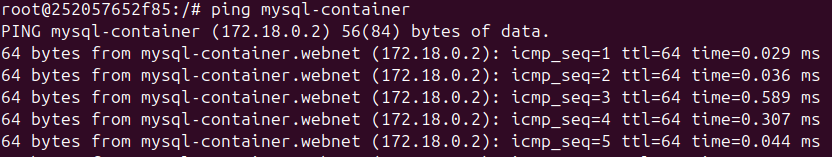 root@252057652f85:/# ping mysql-container
PING mysql-container (172.18.0.2) 56(84) bytes of data.
64 bytes from mysql-container.webnet (172.18.0.2): icmp_seq=1 ttl=64 time=0.029 ms
64 bytes from mysql-container.webnet (172.18.0.2): icmp_seq=2 ttl=64 time=0.036 ms
64 bytes from mysql-container.webnet (172.18.0.2): icmp_seq=3 ttl=64 time=0.589 ms
64 bytes from mysql-container.webnet (172.18.0.2): icmp_seq=4 ttl=64 time=0.307 ms
64 bytes from mysql-container.webnet (172.18.0.2): icmp_seq=5 ttl=64 time=0.044 ms